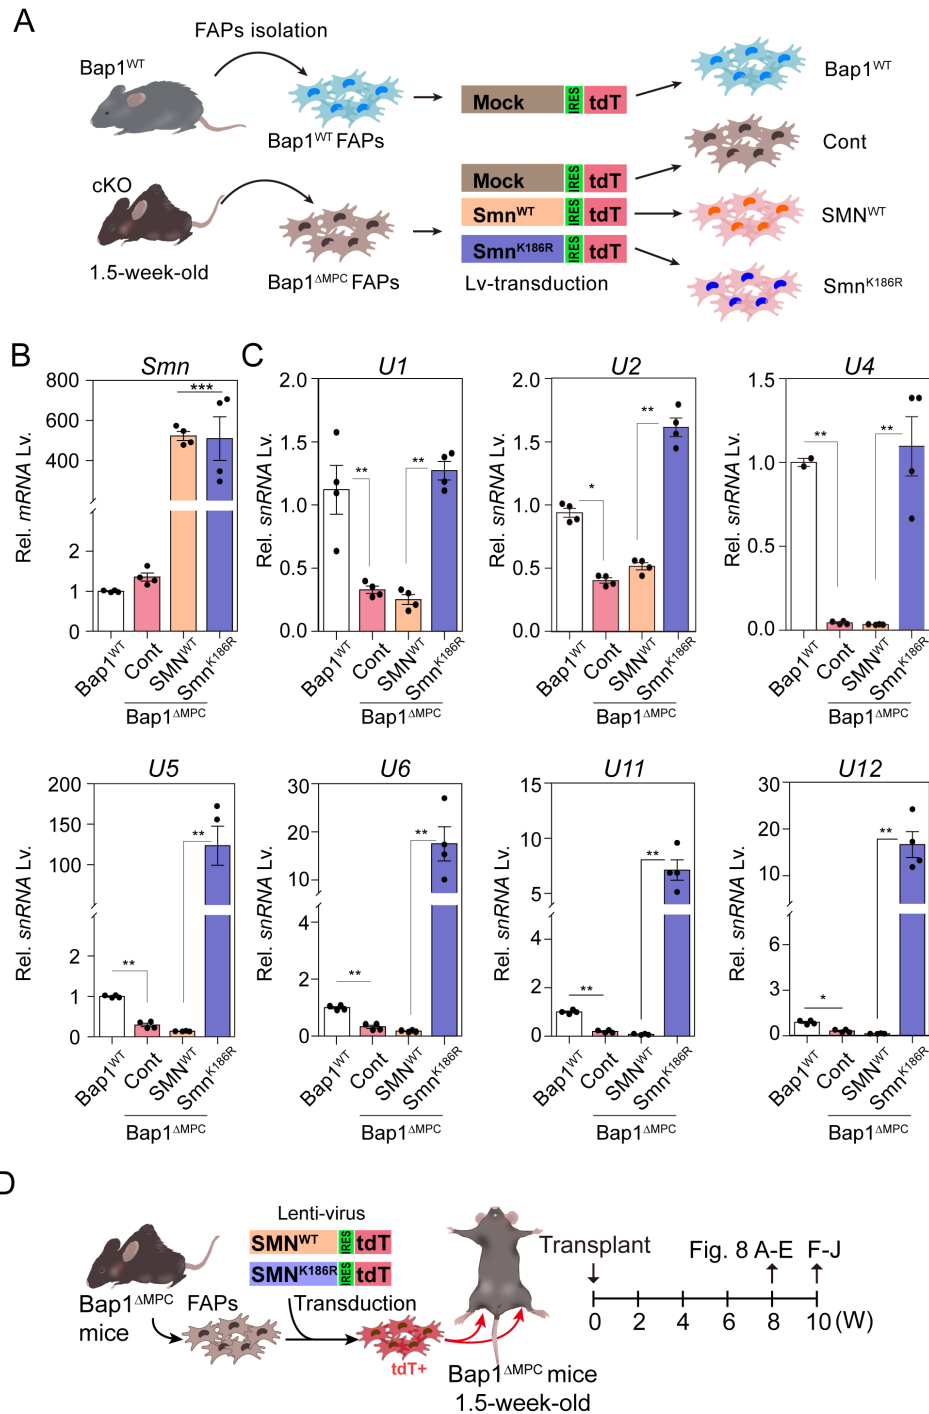 A
FAPs isolation
Bap1WT
Bap1WT FAPs
Mock IRES tdT
Bap1WT
Cont
cKO
1.5-week-old
Bap1ΔMPC FAPs
Mock IRES tdT
SmnWT IRES tdT
SmnK186R IRES tdT
Lv-transduction
SMNWT
SmnK186R
B
Smn
Rel. mRNA Lv.
800
600
400
2
1
0
***
Bap1WT
Cont
SMNWT
SmnK186R
Bap1ΔMPC
C
U1
Rel. snRNA Lv.
2.0
1.5
1.0
0.5
0.0
**
**
Bap1WT
Cont
SMNWT
SmnK186R
Bap1ΔMPC
U2
Rel. snRNA Lv.
2.0
1.5
1.0
0.5
0.0
*
**
Bap1WT
Cont
SMNWT
SmnK186R
Bap1ΔMPC
U4
Rel. snRNA Lv.
1.5
1.0
0.5
0.0
**
**
Bap1WT
Cont
SMNWT
SmnK186R
Bap1ΔMPC
U5
Rel. snRNA Lv.
200
150
100
2
1
0
**
**
Bap1WT
Cont
SMNWT
SmnK186R
Bap1ΔMPC
U6
Rel. snRNA Lv.
30
20
10
4
2
0
**
**
Bap1WT
Cont
SMNWT
SmnK186R
Bap1ΔMPC
U11
Rel. snRNA Lv.
15
10
5
4
2
0
**
**
Bap1WT
Cont
SMNWT
SmnK186R
Bap1ΔMPC
U12
Rel. snRNA Lv.
30
20
10
6
3
0
*
**
Bap1WT
Cont
SMNWT
SmnK186R
Bap1ΔMPC
D
Lenti-virus
SMNWT IRES tdT
SMNK186R IRES tdT
Bap1ΔMPC
mice
FAPs
Transduction
tdT+
Bap1ΔMPC mice
1.5-week-old
Transplant
Fig. 8 A-E F-J
0 2 4 6 8 10 (W)